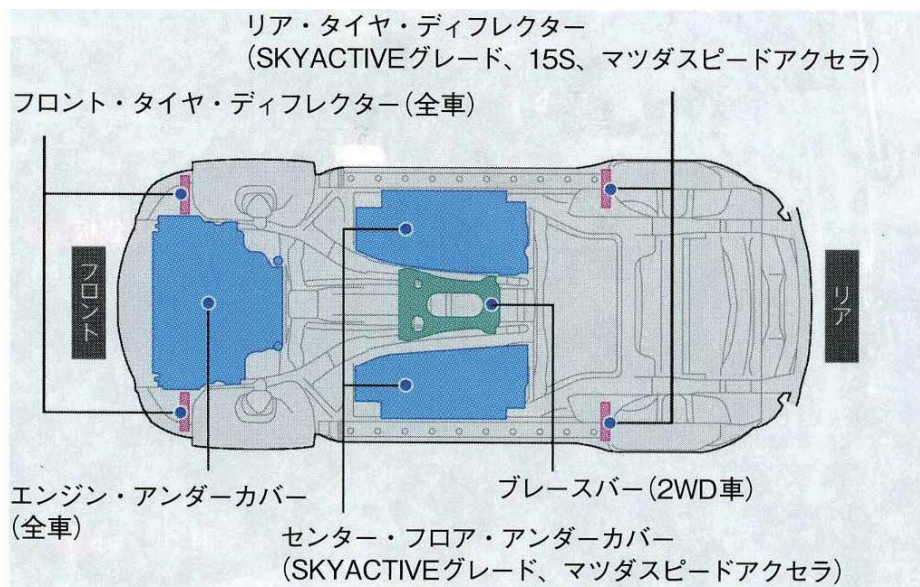 リア・タイヤ・ディフレクター
(SKYACTIVEグレード、15S、マツダスピードアクセラ)
フロント・タイヤ・ディフレクター(全車)
フロント
リア
エンジン・アンダーカバー
(全車)
ブレースバー(2WD車)
センター・フロア・アンダーカバー
(SKYACTIVEグレード、マツダスピードアクセラ)